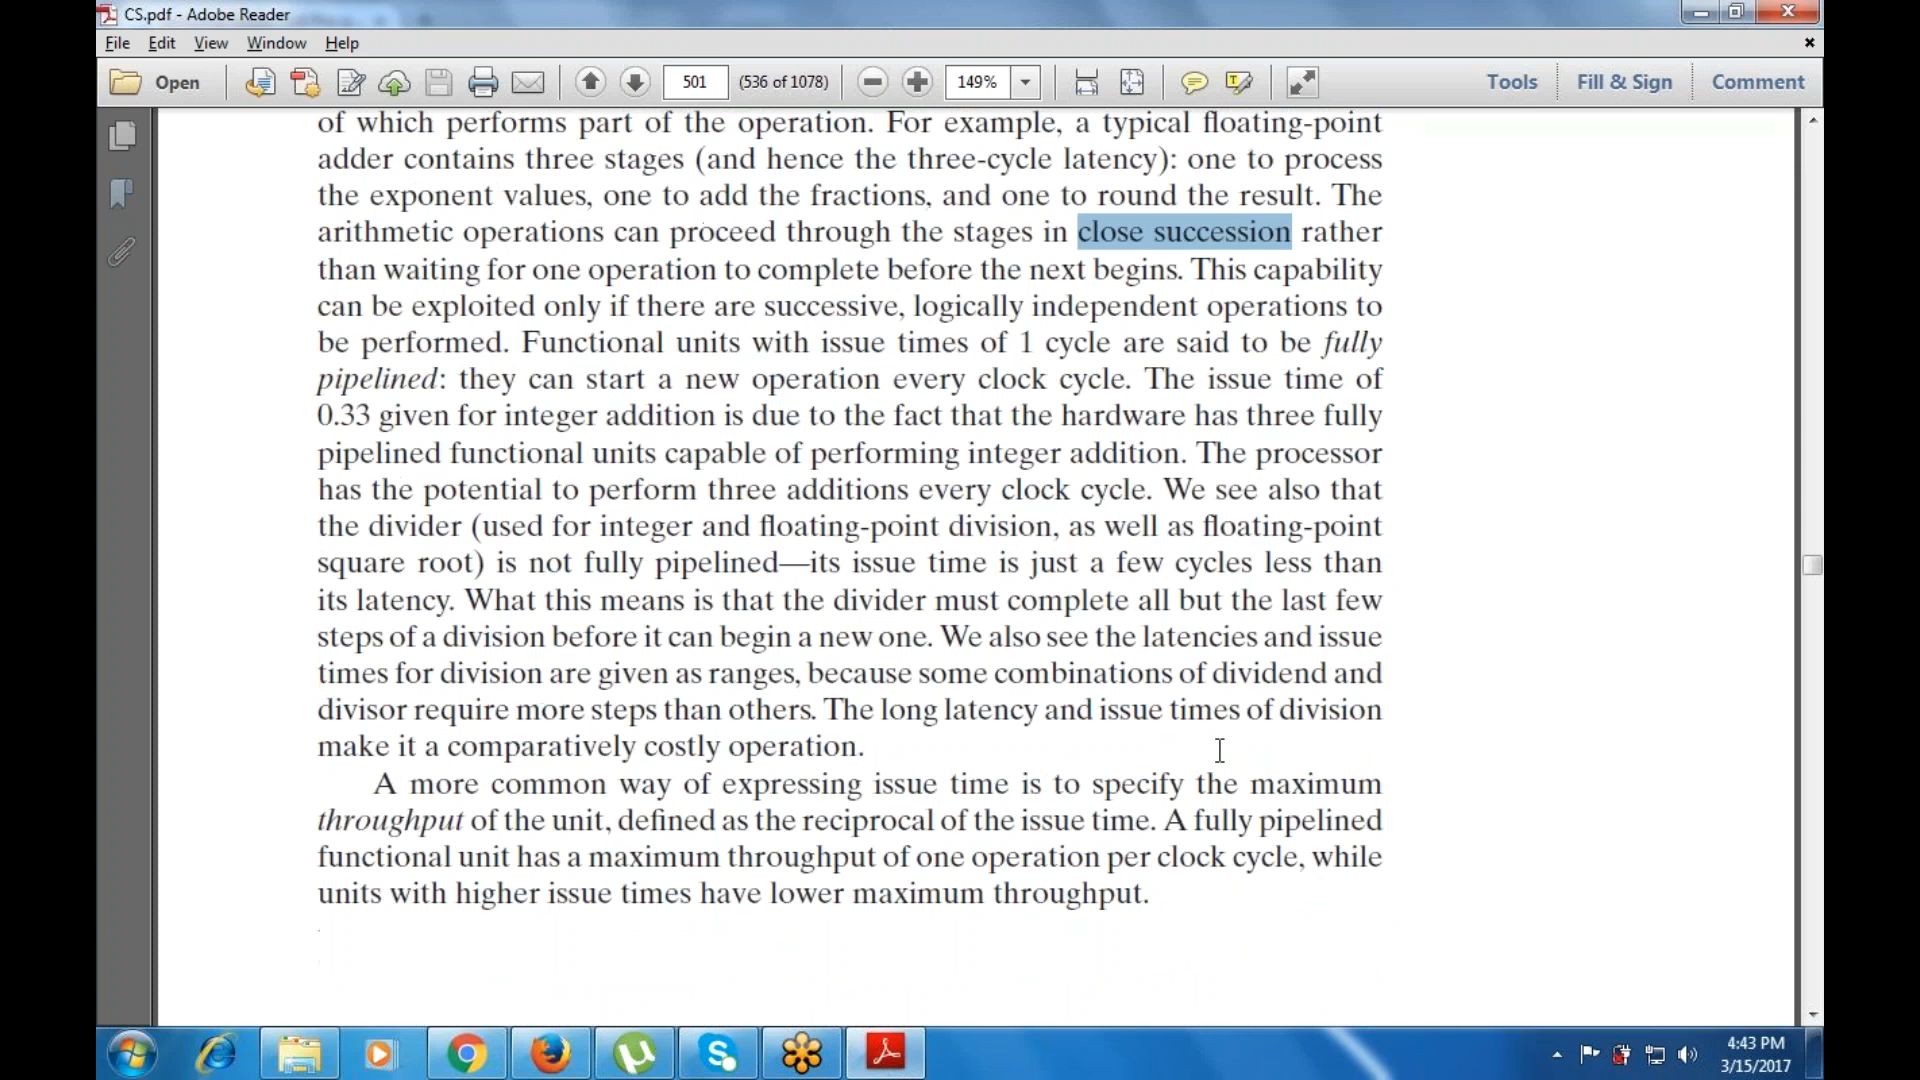 CS.pdf - Adobe Reader
File Edit View Window Help
Open 501 (536 of 1078) 149% Tools Fill & Sign Comment
of which performs part of the operation. For example, a typical floating-point
adder contains three stages (and hence the three-cycle latency): one to process
the exponent values, one to add the fractions, and one to round the result. The
arithmetic operations can proceed through the stages in close succession rather
than waiting for one operation to complete before the next begins. This capability
can be exploited only if there are successive, logically independent operations to
be performed. Functional units with issue times of 1 cycle are said to be fully
pipelined: they can start a new operation every clock cycle. The issue time of
0.33 given for integer addition is due to the fact that the hardware has three fully
pipelined functional units capable of performing integer addition. The processor
has the potential to perform three additions every clock cycle. We see also that
the divider (used for integer and floating-point division, as well as floating-point
square root) is not fully pipelined—its issue time is just a few cycles less than
its latency. What this means is that the divider must complete all but the last few
steps of a division before it can begin a new one. We also see the latencies and issue
times for division are given as ranges, because some combinations of dividend and
divisor require more steps than others. The long latency and issue times of division
make it a comparatively costly operation.
A more common way of expressing issue time is to specify the maximum
throughput of the unit, defined as the reciprocal of the issue time. A fully pipelined
functional unit has a maximum throughput of one operation per clock cycle, while
units with higher issue times have lower maximum throughput.
4:43 PM
3/15/2017